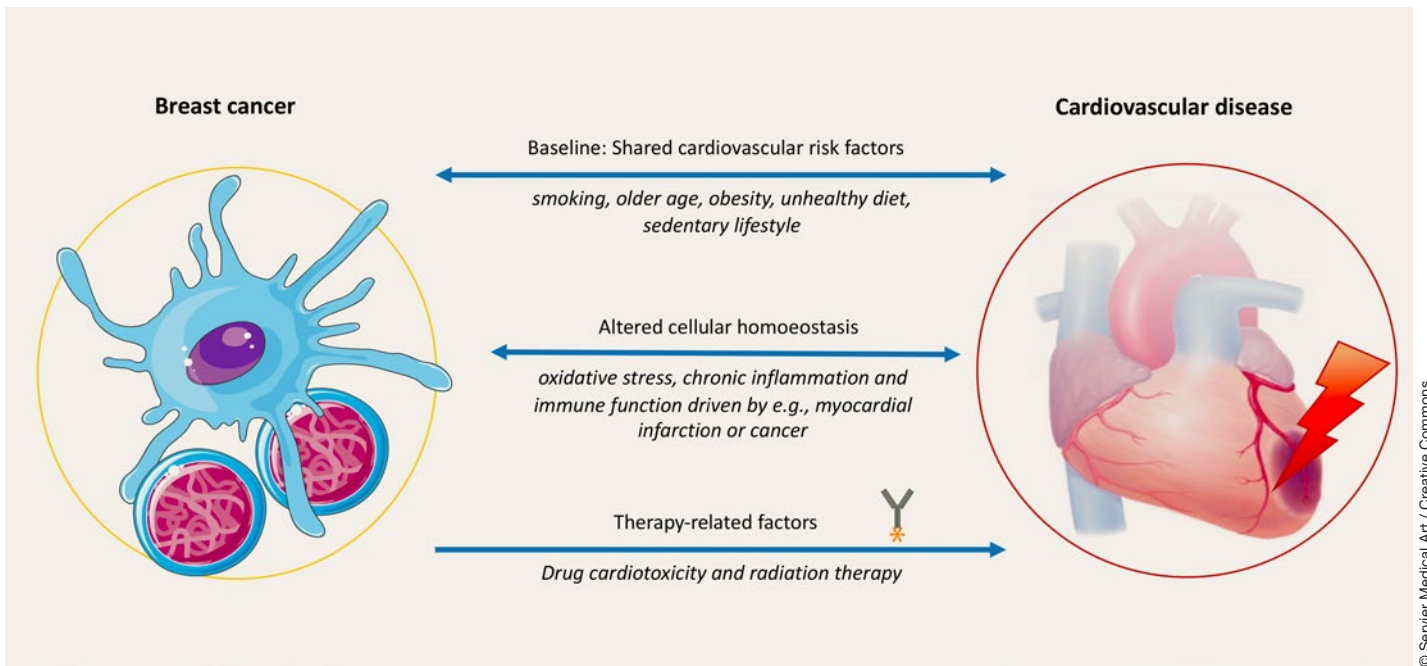 Breast cancer
Cardiovascular disease
Baseline: Shared cardiovascular risk factors
smoking, older age, obesity, unhealthy diet,
sedentary lifestyle
Altered cellular homoeostasis
oxidative stress, chronic inflammation and
immune function driven by e.g., myocardial
infarction or cancer
Therapy-related factors
Drug cardiotoxicity and radiation therapy
© Servier Medical Art / Creative Commons